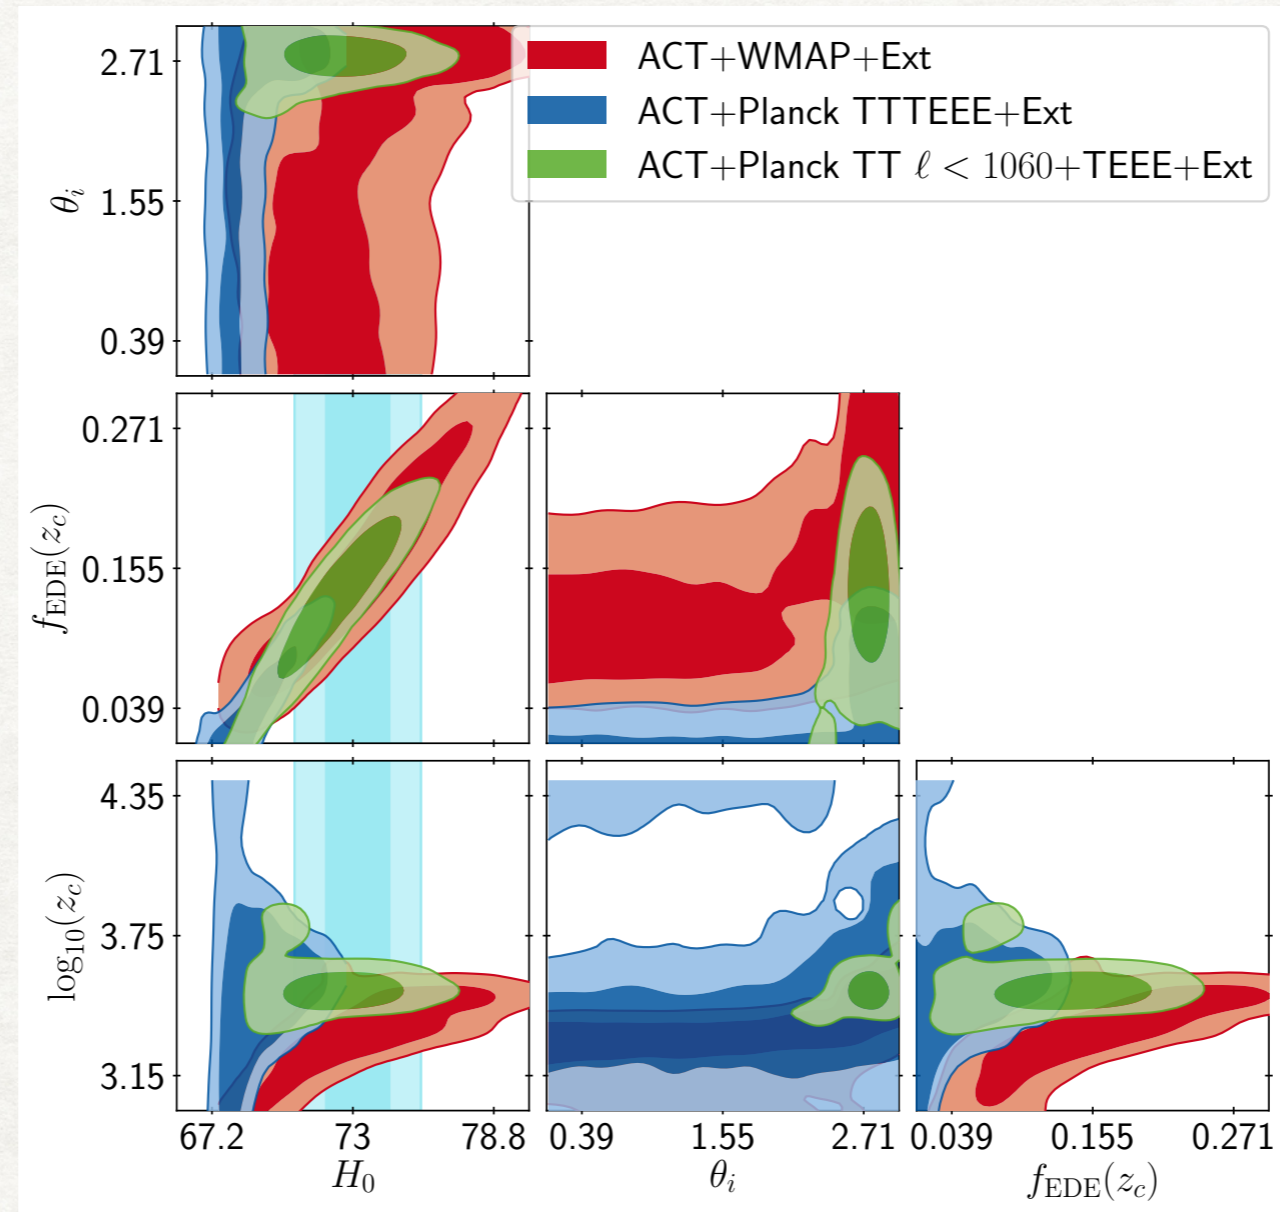 ACT+WMAP+Ext
ACT+Planck TTTEEE+Ext
ACT+Planck TT ℓ < 1060+TEEE+Ext
2.71
1.55
0.39
θ_i
0.271
0.155
0.039
f_EDE(z_c)
4.35
3.75
3.15
log_10(z_c)
67.2 73 78.8
0.39 1.55 2.71
0.039 0.155 0.271
H_0
θ_i
f_EDE(z_c)